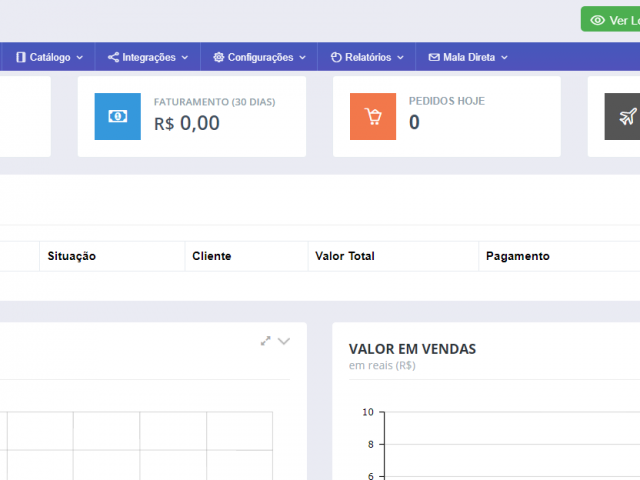 Ver Lo
Catálogo Integrações Configurações Relatórios Mala Direta
FATURAMENTO (30 DIAS)
R$ 0,00
PEDIDOS HOJE
0
Situação Cliente Valor Total Pagamento
VALOR EM VENDAS
em reais (R$)
10
8
6